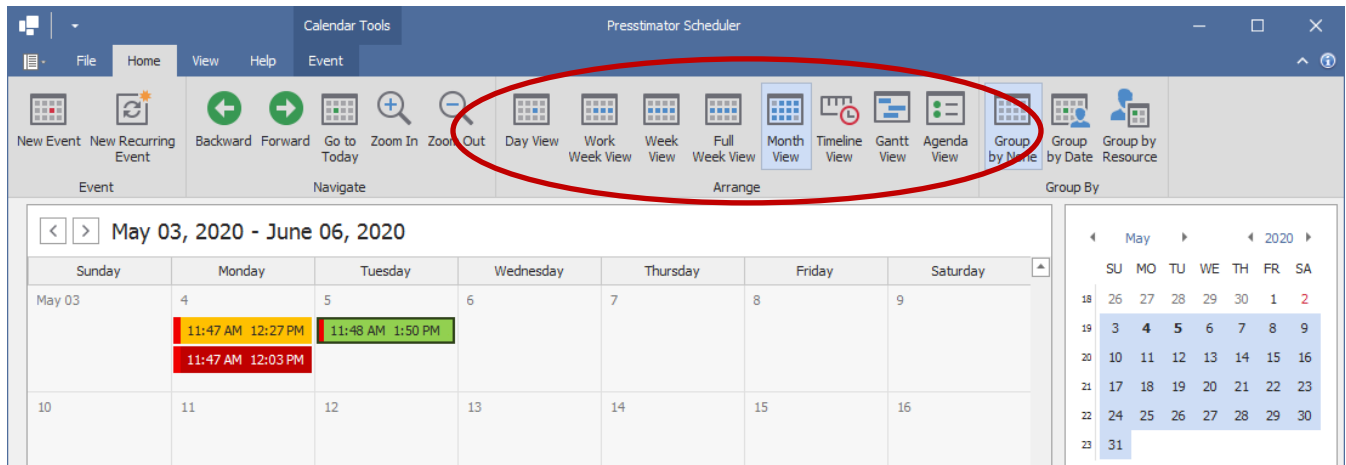 Calendar Tools Presstimator Scheduler
File Home View Help Event
New Event New Recurring Event Backward Forward Go to Today Zoom In Zoom Out Day View Work Week View Week View Full Week View Month View Timeline View Gantt View Agenda View Group by None Group by Date Group by Resource
Event Navigate Arrange Group By
May 03, 2020 - June 06, 2020
Sunday Monday Tuesday Wednesday Thursday Friday Saturday
May 03 4 5 6 7 8 9
11:47 AM 12:27 PM 11:48 AM 1:50 PM
11:47 AM 12:03 PM
10 11 12 13 14 15 16
May 2020
SU MO TU WE TH FR SA
18 26 27 28 29 30 1 2
19 3 4 5 6 7 8 9
20 10 11 12 13 14 15 16
21 17 18 19 20 21 22 23
22 24 25 26 27 28 29 30
23 31